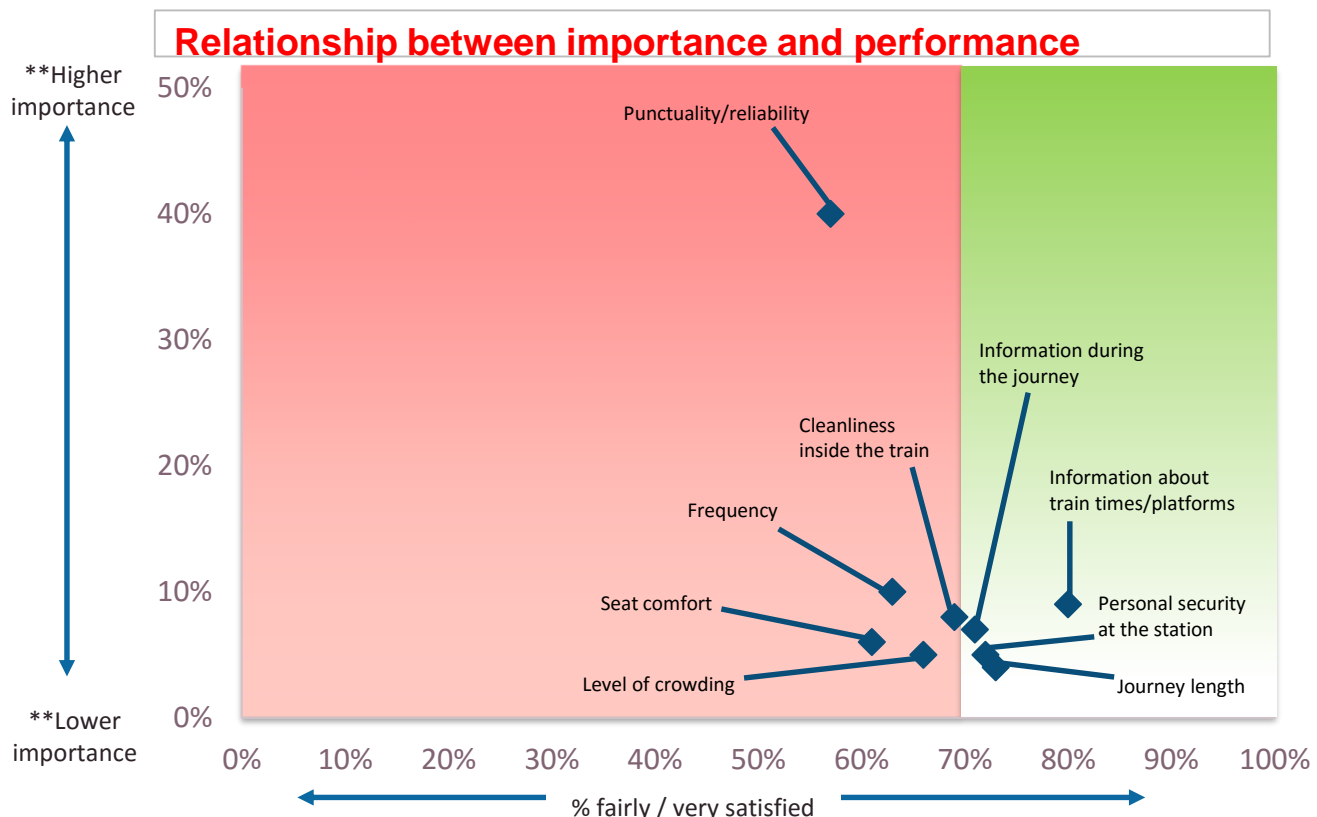 Relationship between importance and performance
**Higher
importance
50%
40%
30%
20%
10%
0%
**Lower
importance
Punctuality/reliability
Information during
the journey
Cleanliness
inside the train
Information about
train times/platforms
Frequency
Seat comfort
Personal security
at the station
Level of crowding
Journey length
0% 10% 20% 30% 40% 50% 60% 70% 80% 90% 100%
% fairly / very satisfied